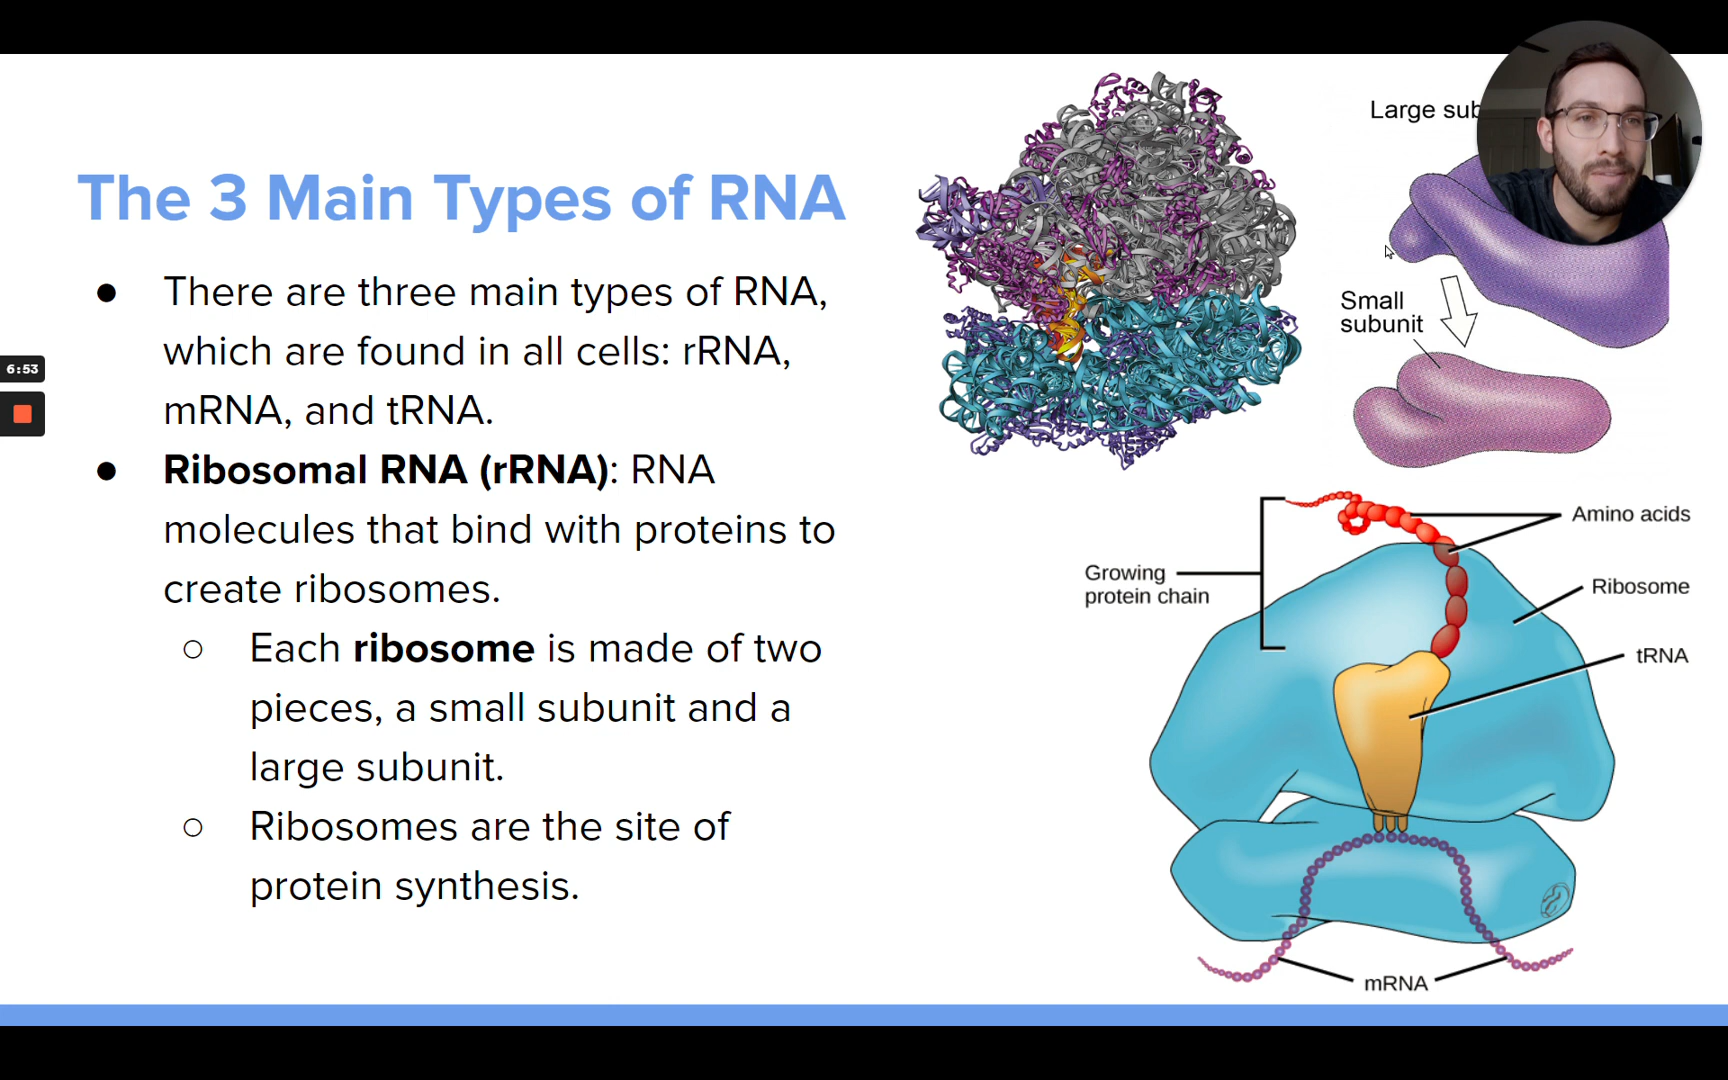 The 3 Main Types of RNA
● There are three main types of RNA,
which are found in all cells: rRNA,
mRNA, and tRNA.
● Ribosomal RNA (rRNA): RNA
molecules that bind with proteins to
create ribosomes.
○ Each ribosome is made of two
pieces, a small subunit and a
large subunit.
○ Ribosomes are the site of
protein synthesis.
6:53
Large
Small
subunit
Amino acids
Growing
protein chain
Ribosome
tRNA
mRNA